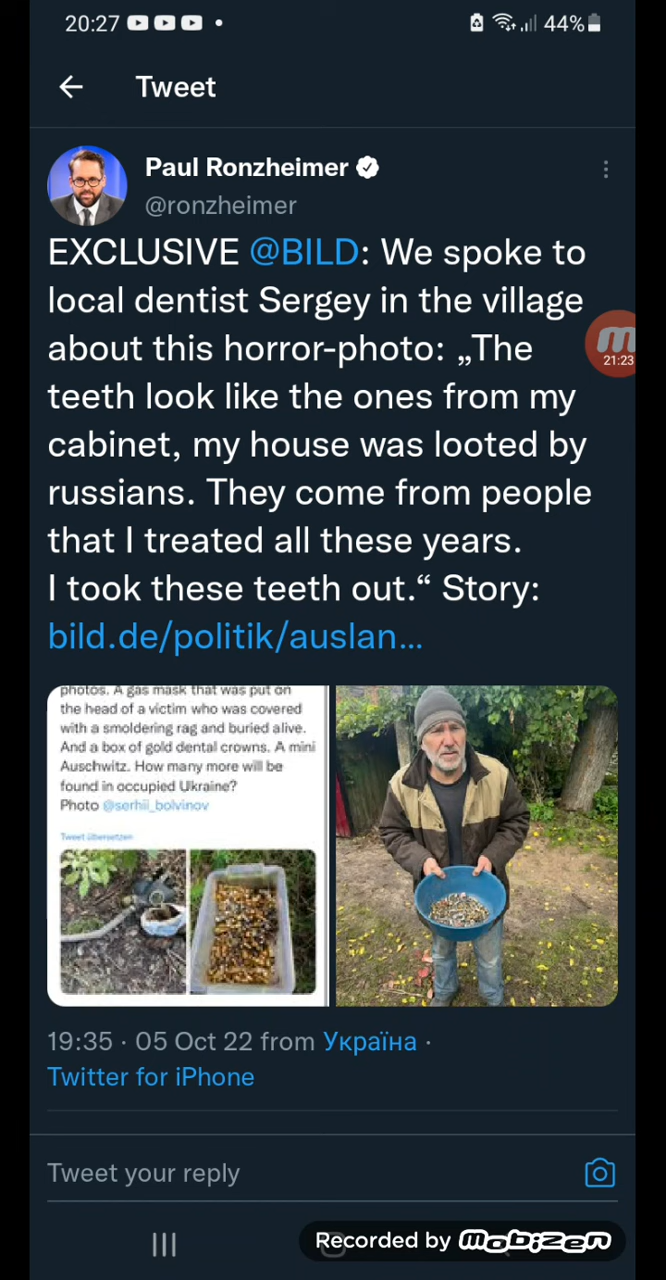 20:27
44%
Tweet
Paul Ronzheimer
@ronzheimer
EXCLUSIVE @BILD: We spoke to
local dentist Sergey in the village
about this horror-photo: „The
teeth look like the ones from my
cabinet, my house was looted by
russians. They come from people
that I treated all these years.
I took these teeth out.“ Story:
bild.de/politik/auslan...
m
21:23
photos. A gas mask that was put on
the head of a victim who was covered
with a smoldering rag and buried alive.
And a box of gold dental crowns. A mini
Auschwitz. How many more will be
found in occupied Ukraine?
Photo @serhii_bolvinov
Tweet übersetzen
19:35 · 05 Oct 22 from Україна ·
Twitter for iPhone
Tweet your reply
Recorded by mobizen